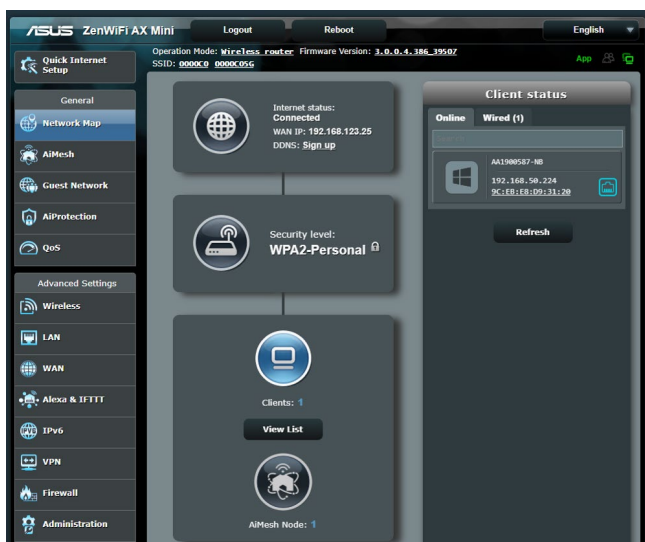 ASUS ZenWiFi AX Mini Logout Reboot English
Operation Mode: Wireless router Firmware Version: 3.0.0.4.386_39507
SSID: 0000C0 0000C05G
App
Quick Internet
Setup
General
Network Map
AiMesh
Guest Network
AiProtection
QoS
Advanced Settings
Wireless
LAN
WAN
Alexa & IFTTT
IPv6
VPN
Firewall
Administration
Internet status:
Connected
WAN IP: 192.168.123.25
DDNS: Sign up
Security level:
WPA2-Personal
Clients: 1
View List
AiMesh Node: 1
Client status
Online Wired (1)
AA1900587-NB
192.168.50.224
9C:EB:E8:D9:31:20
Refresh